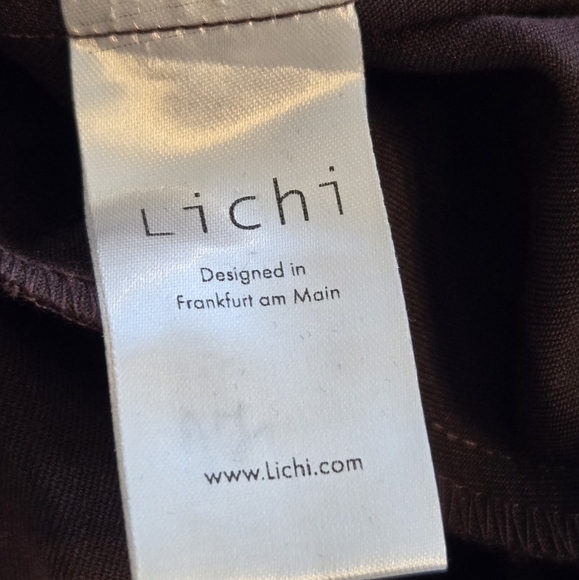 Lichi
Designed in
Frankfurt am Main
www.Lichi.com